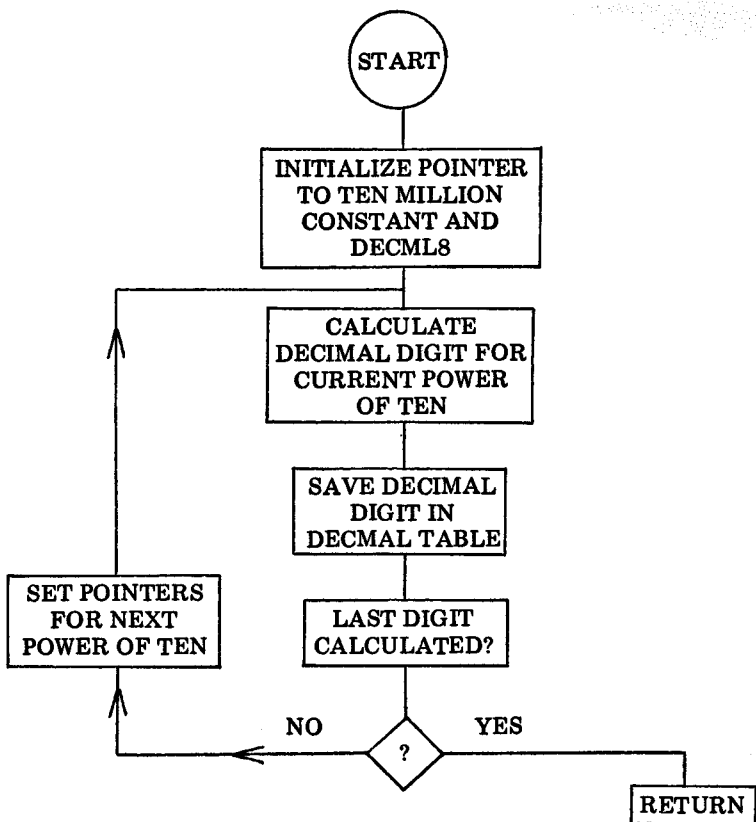 START
INITIALIZE POINTER
TO TEN MILLION
CONSTANT AND
DECML8
CALCULATE
DECIMAL DIGIT FOR
CURRENT POWER
OF TEN
SAVE DECIMAL
DIGIT IN
DECMAL TABLE
SET POINTERS
FOR NEXT
POWER OF TEN
LAST DIGIT
CALCULATED?
NO
?
YES
RETURN